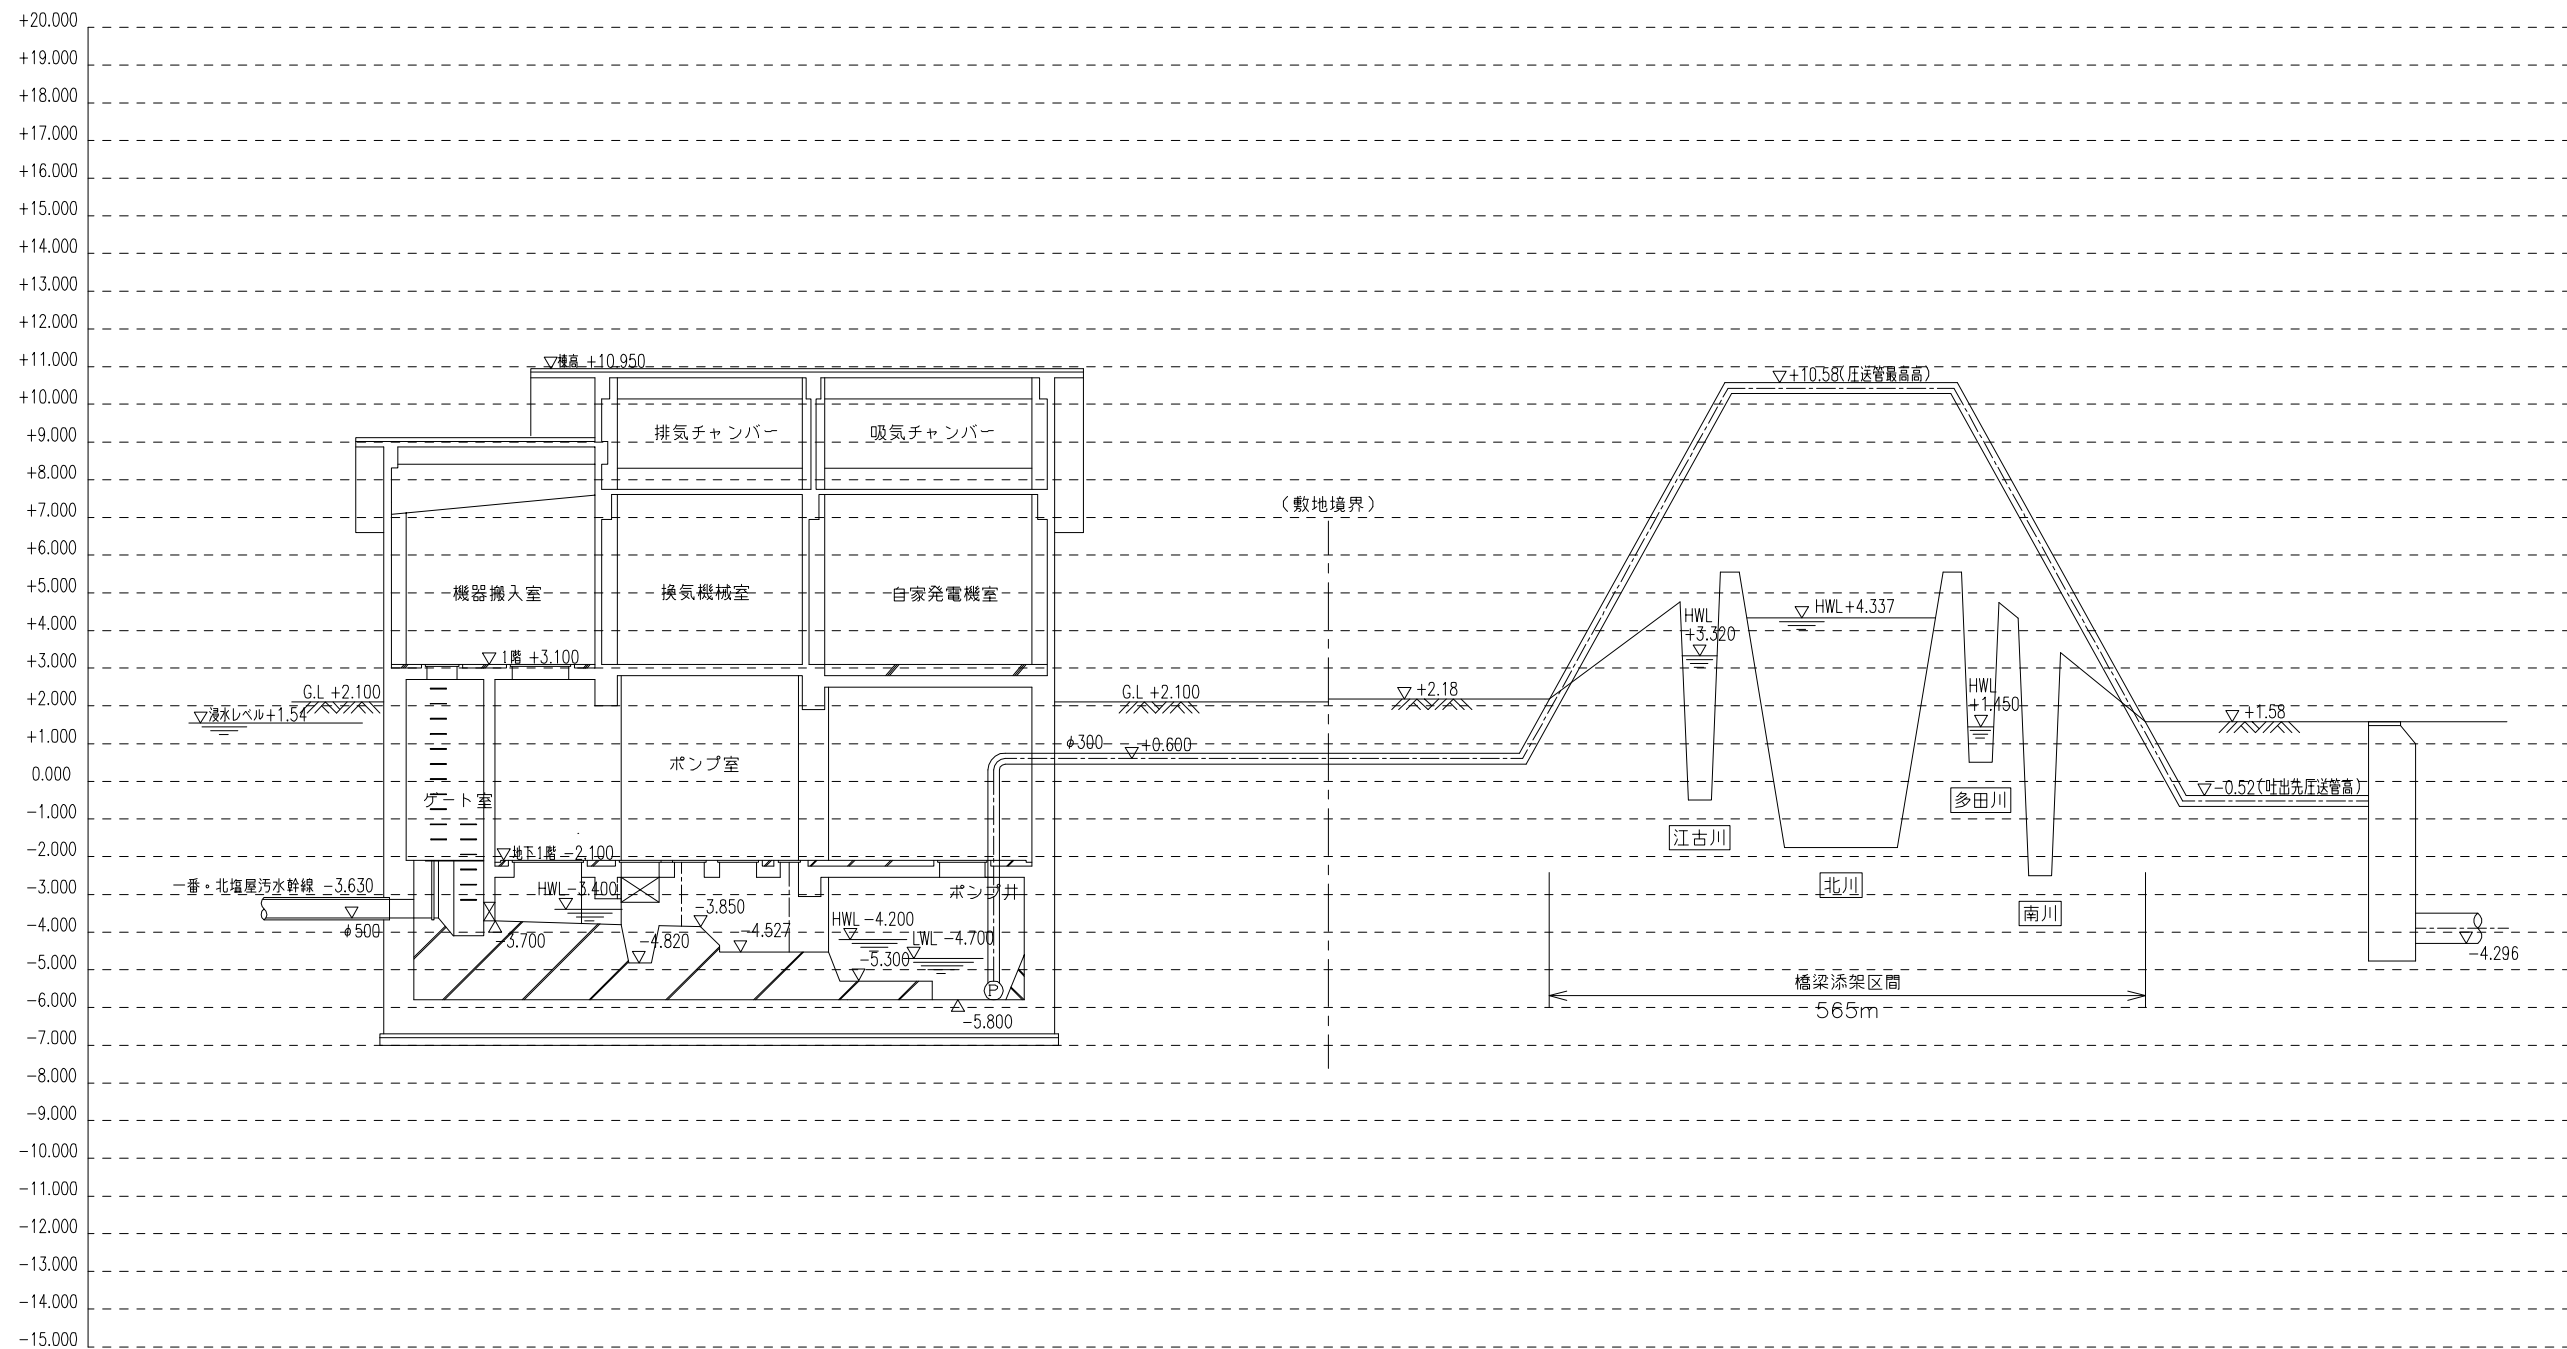 +20.000
+19.000
+18.000
+17.000
+16.000
+15.000
+14.000
+13.000
+12.000
+11.000
+10.000
+9.000
+8.000
+7.000
+6.000
+5.000
+4.000
+3.000
+2.000
+1.000
0.000
-1.000
-2.000
-3.000
-4.000
-5.000
-6.000
-7.000
-8.000
-9.000
-10.000
-11.000
-12.000
-13.000
-14.000
-15.000
棟高 +10.950
排気チャンバー
吸気チャンバー
機器搬入室
換気機械室
自家発電機室
1階 +3.100
G.L +2.100
浸水レベル+1.54
ポンプ室
ゲート室
地下1階 -2.100
一番・北塩屋汚水幹線 -3.630
φ500
HWL-3.400
-3.700
-4.820
-3.850
-4.527
HWL -4.200
LWL -4.700
-5.300
ポンプ井
P
-5.800
G.L +2.100
φ300
+0.600
(敷地境界)
+2.18
+10.58(圧送管最高高)
HWL
+3.320
HWL+4.337
HWL
+1.450
江古川
北川
多田川
南川
橋梁添架区間
565m
+1.58
-0.52(吐出先圧送管高)
-4.296